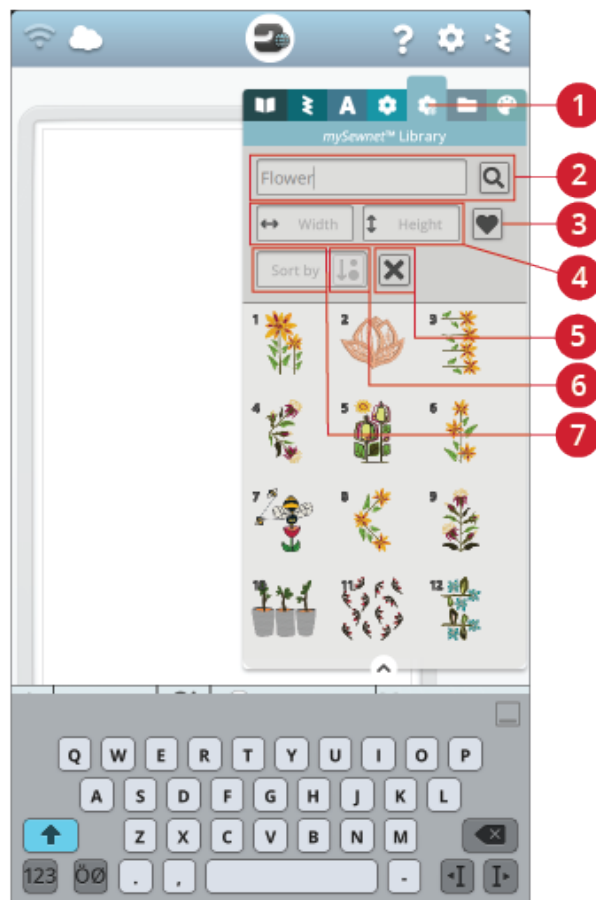 ?
A
1
mySewnet™ Library
Flower
2
Width Height
3
4
Sort by
5
1 2 3
6
4 5 6
7
7 8 9
10 11 12
Q W E R T Y U I O P
A S D F G H J K L
Z X C V B N M
123 ÖØ . , -